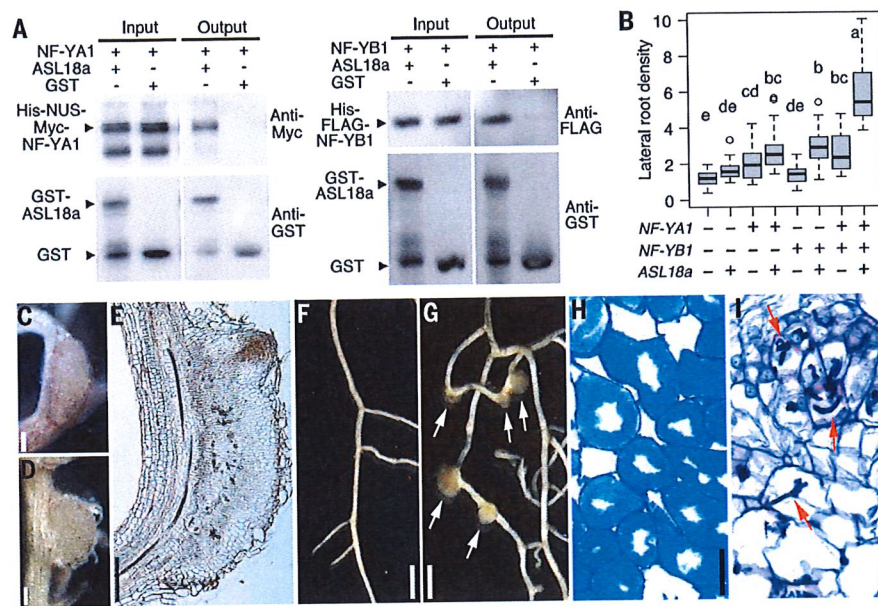 A
Input Output
NF-YA1 + + + +
ASL18a + − + −
GST − + − +
His-NUS-
Myc-
NF-YA1
Anti-
Myc
GST-
ASL18a
GST
Anti-
GST
Input Output
NF-YB1 + + + +
ASL18a + − + −
GST − + − +
His-
FLAG-
NF-YB1
Anti-
FLAG
GST-
ASL18a
GST
Anti-
GST
B
Lateral root density
10
8
6
4
2
0
e de cd bc de b bc a
NF-YA1 − − + + − − + +
NF-YB1 − − − − + + + +
ASL18a − + − + − + − +
C
D
E
F
G
H
I